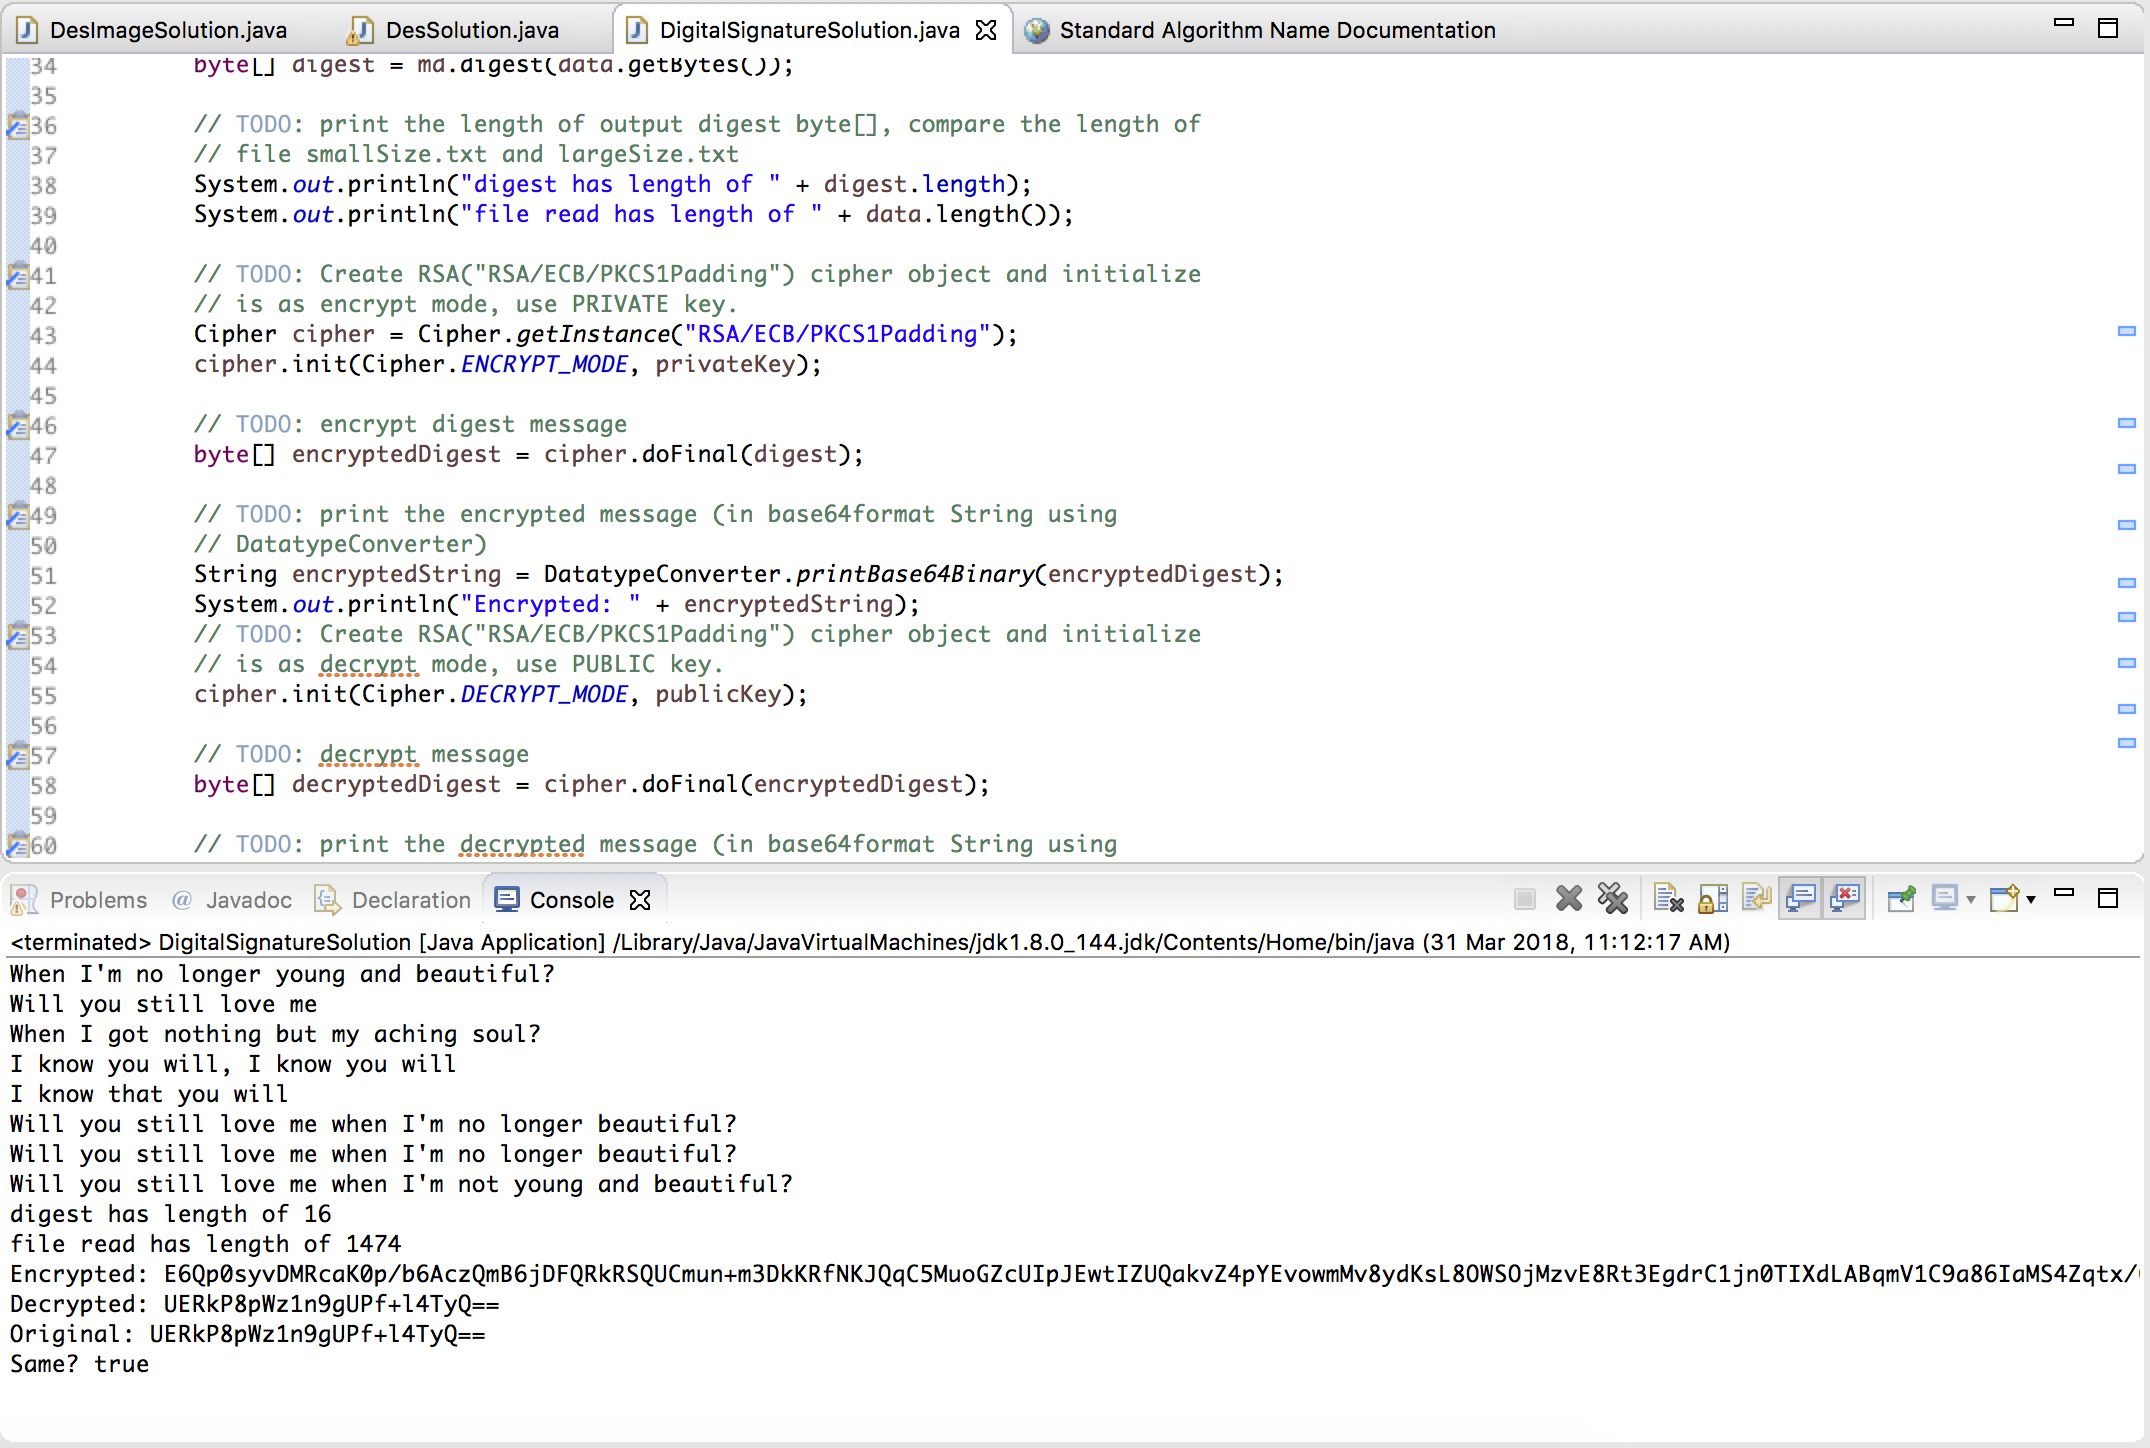 DesImageSolution.java DesSolution.java DigitalSignatureSolution.java Standard Algorithm Name Documentation
34 byte[] digest = md.digest(data.getBytes());
35
36 // TODO: print the length of output digest byte[], compare the length of
37 // file smallSize.txt and largeSize.txt
38 System.out.println("digest has length of " + digest.length);
39 System.out.println("file read has length of " + data.length());
40
41 // TODO: Create RSA("RSA/ECB/PKCS1Padding") cipher object and initialize
42 // is as encrypt mode, use PRIVATE key.
43 Cipher cipher = Cipher.getInstance("RSA/ECB/PKCS1Padding");
44 cipher.init(Cipher.ENCRYPT_MODE, privateKey);
45
46 // TODO: encrypt digest message
47 byte[] encryptedDigest = cipher.doFinal(digest);
48
49 // TODO: print the encrypted message (in base64format String using
50 // DatatypeConverter)
51 String encryptedString = DatatypeConverter.printBase64Binary(encryptedDigest);
52 System.out.println("Encrypted: " + encryptedString);
53 // TODO: Create RSA("RSA/ECB/PKCS1Padding") cipher object and initialize
54 // is as decrypt mode, use PUBLIC key.
55 cipher.init(Cipher.DECRYPT_MODE, publicKey);
56
57 // TODO: decrypt message
58 byte[] decryptedDigest = cipher.doFinal(encryptedDigest);
59
60 // TODO: print the decrypted message (in base64format String using
Problems @ Javadoc Declaration Console
<terminated> DigitalSignatureSolution [Java Application] /Library/Java/JavaVirtualMachines/jdk1.8.0_144.jdk/Contents/Home/bin/java (31 Mar 2018, 11:12:17 AM)
When I'm no longer young and beautiful?
Will you still love me
When I got nothing but my aching soul?
I know you will, I know you will
I know that you will
Will you still love me when I'm no longer beautiful?
Will you still love me when I'm no longer beautiful?
Will you still love me when I'm not young and beautiful?
digest has length of 16
file read has length of 1474
Encrypted: E6Qp0syvDMRcaK0p/b6AczQmB6jDFQRkRSQUCmun+m3DkKRfNKJQqC5MuoGZcUIpJEwtIZUQakvZ4pYEvowmMv8ydKsL8OWSOjMzvE8Rt3EgdrC1jn0TIXdLABqmV1C9a86IaMS4Zqtx/
Decrypted: UERkP8pWz1n9gUPf+l4TyQ==
Original: UERkP8pWz1n9gUPf+l4TyQ==
Same? true